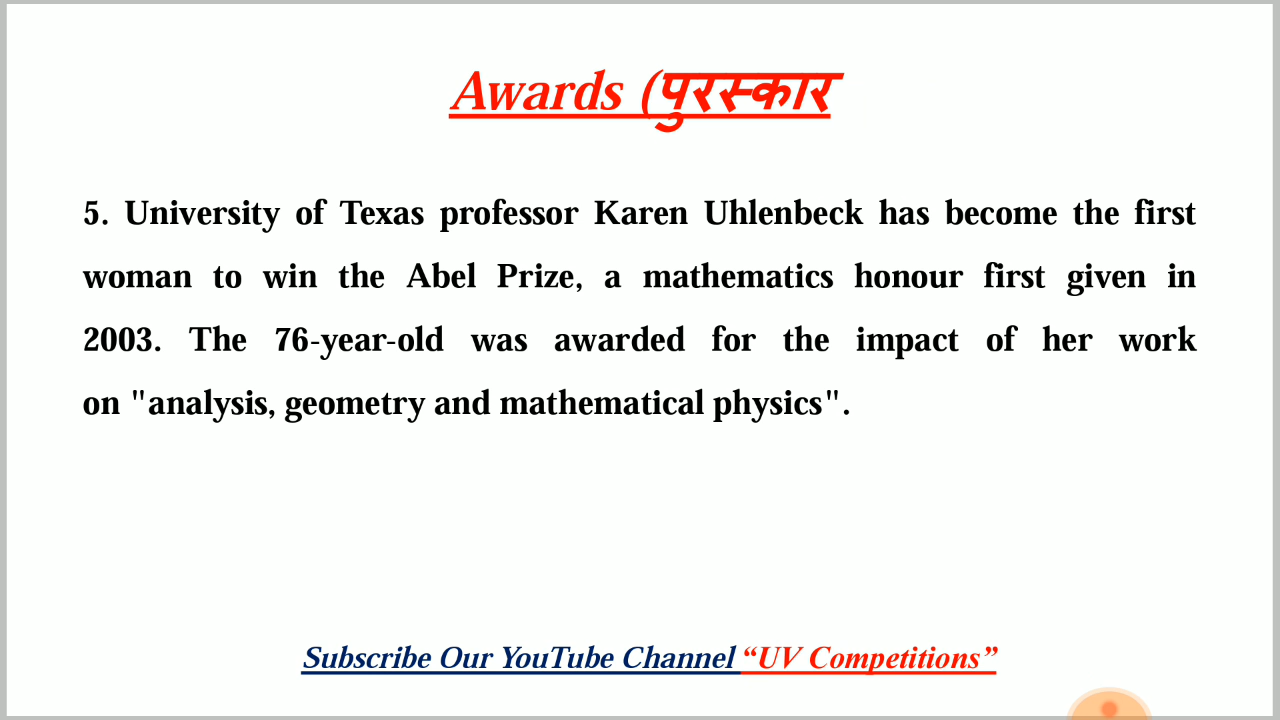 Awards (पुरस्कार
5. University of Texas professor Karen Uhlenbeck has become the first
woman to win the Abel Prize, a mathematics honour first given in
2003. The 76-year-old was awarded for the impact of her work
on "analysis, geometry and mathematical physics".
Subscribe Our YouTube Channel “UV Competitions”